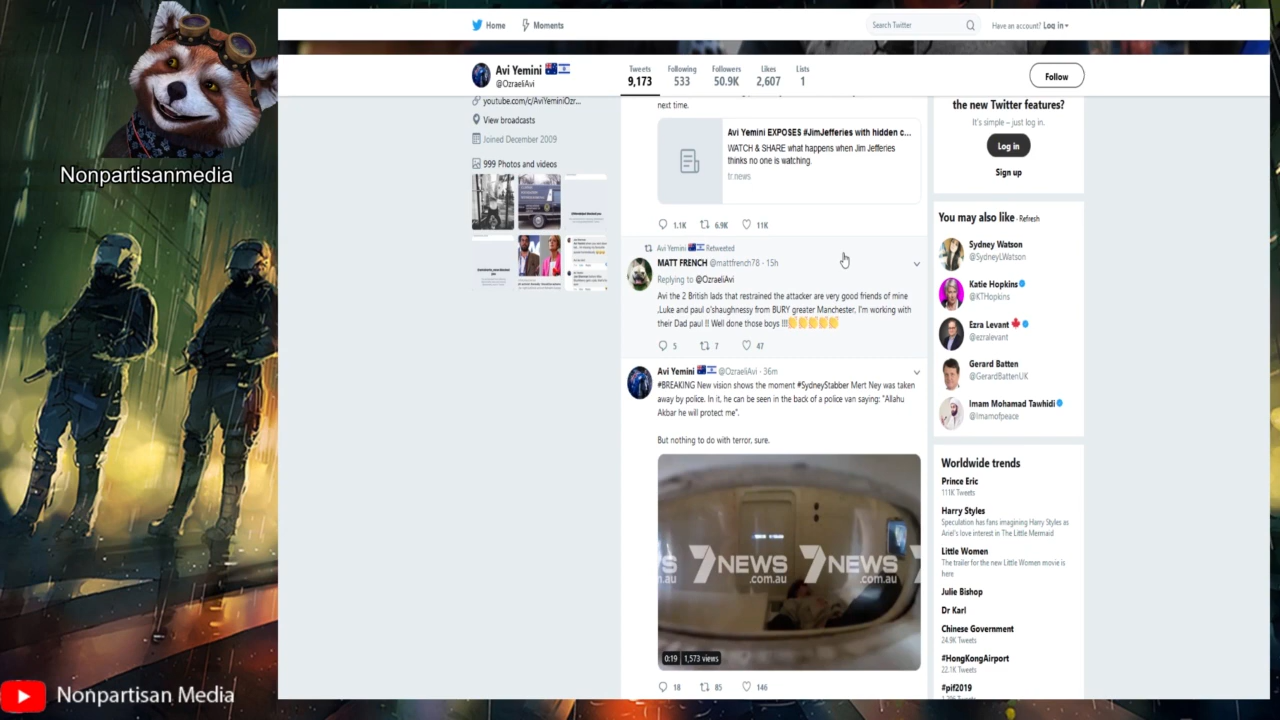 Home
Moments
Search Twitter
Have an account? Log in
Avi Yemini
@OzraeliAvi
Tweets
9,173
Following
533
Followers
50.9K
Likes
2,607
Lists
1
Follow
youtube.com/c/AviYeminiOzr...
View broadcasts
Joined December 2009
999 Photos and videos
Nonpartisanmedia
next time.
Avi Yemini EXPOSES #JimJefferies with hidden c...
WATCH & SHARE what happens when Jim Jefferies
thinks no one is watching.
tr.news
1.1K 6.9K 11K
Avi Yemini Retweeted
MATT FRENCH @mattfrench78 · 15h
Replying to @OzraeliAvi
Avi the 2 British lads that restrained the attacker are very good friends of mine
,Luke and paul o'shaughnessy from BURY greater Manchester, I'm working with
their Dad paul !! Well done those boys !!!👏👏👏👏👏
5 7 47
Avi Yemini @OzraeliAvi · 36m
#BREAKING New vision shows the moment #SydneyStabber Mert Ney was taken
away by police. In it, he can be seen in the back of a police van saying: "Allahu
Akbar he will protect me".
But nothing to do with terror, sure.
7NEWS 7NEWS
.com.au .com.au
0:19 1,573 views
18 85 146
the new Twitter features?
It's simple – just log in.
Log in
Sign up
You may also like · Refresh
Sydney Watson
@SydneyLWatson
Katie Hopkins
@KTHopkins
Ezra Levant
@ezralevant
Gerard Batten
@GerardBattenUK
Imam Mohamad Tawhidi
@Imamofpeace
Worldwide trends
Prince Eric
111K Tweets
Harry Styles
Speculation has fans imagining Harry Styles as
Ariel's love interest in The Little Mermaid
Little Women
The trailer for the new Little Women movie is
here
Julie Bishop
Dr Karl
Chinese Government
24.9K Tweets
#HongKongAirport
22.1K Tweets
#pif2019
Nonpartisan Media